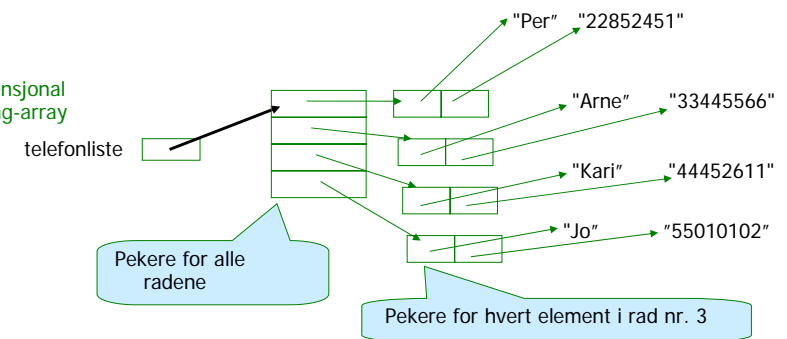 "Per" "22852451"
nsjonal
g-array
"Arne" "33445566"
telefonliste
"Kari" "44452611"
"Jo" "55010102"
Pekere for alle
radene
Pekere for hvert element i rad nr. 3